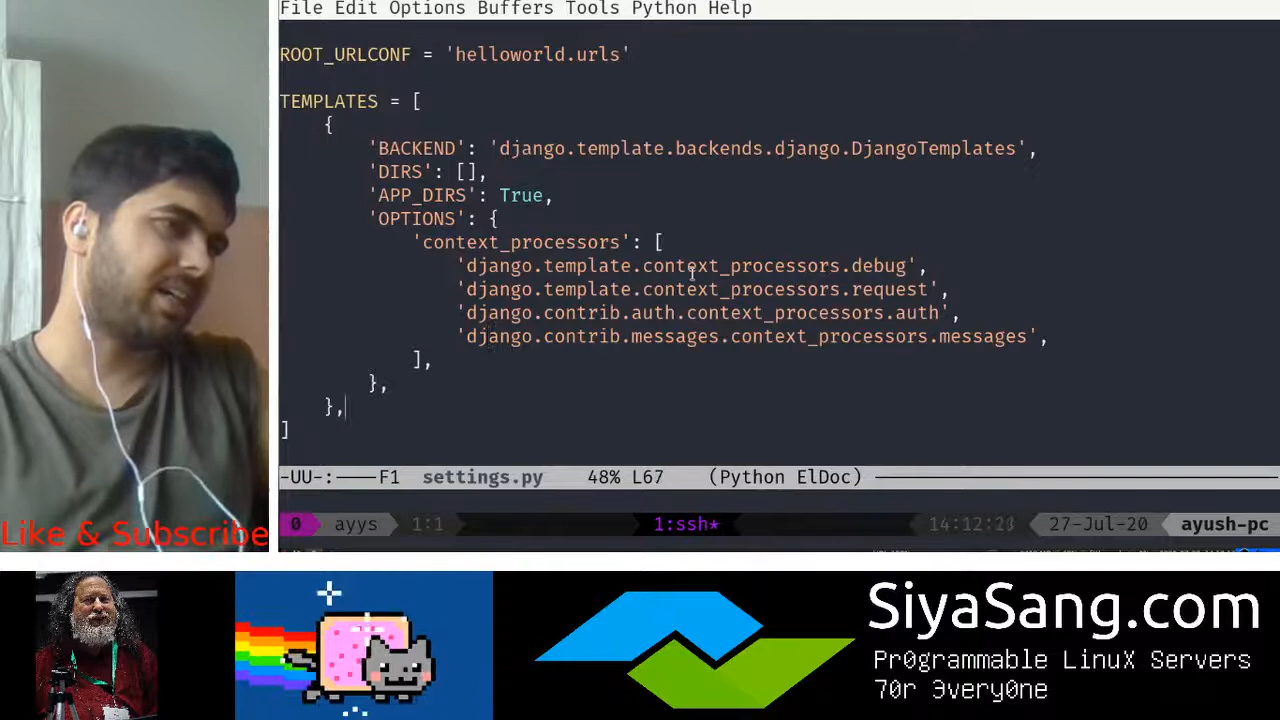 File Edit Options Buffers Tools Python Help
ROOT_URLCONF = 'helloworld.urls'
TEMPLATES = [
{
'BACKEND': 'django.template.backends.django.DjangoTemplates',
'DIRS': [],
'APP_DIRS': True,
'OPTIONS': {
'context_processors': [
'django.template.context_processors.debug',
'django.template.context_processors.request',
'django.contrib.auth.context_processors.auth',
'django.contrib.messages.context_processors.messages',
],
},
},
]
-UU-:----F1 settings.py 48% L67 (Python ElDoc)
0 ayys 1:1 1:ssh* 14:12:20 27-Jul-20 ayush-pc
Like & Subscribe
SiyaSang.com
Pr0grammable LinuX Servers
70r Эvery0ne